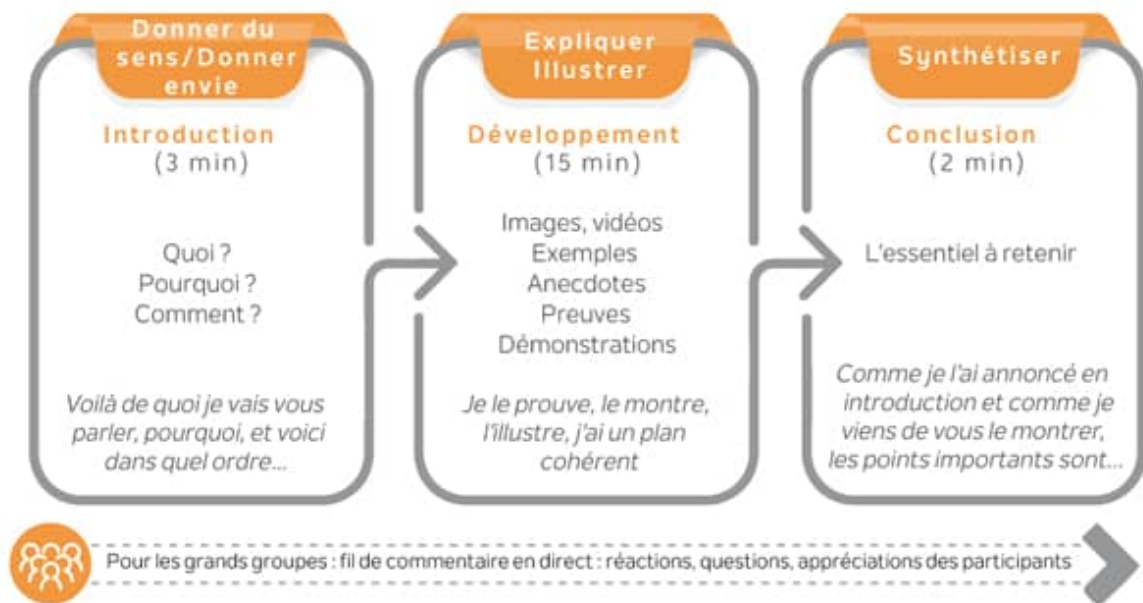 Donner du
sens/Donner
envie
Introduction
(3 min)
Quoi ?
Pourquoi ?
Comment ?
Voilà de quoi je vais vous
parler, pourquoi, et voici
dans quel ordre...
Expliquer
Illustrer
Développement
(15 min)
Images, vidéos
Exemples
Anecdotes
Preuves
Démonstrations
Je le prouve, le montre,
l'illustre, j'ai un plan
cohérent
Synthétiser
Conclusion
(2 min)
L'essentiel à retenir
Comme je l'ai annoncé en
introduction et comme je
viens de vous le montrer,
les points importants sont...
Pour les grands groupes : fil de commentaire en direct : réactions, questions, appréciations des participants